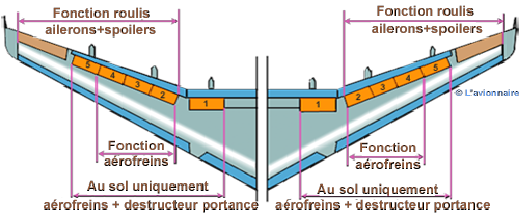 Fonction roulis
ailerons+spoilers
Fonction roulis
ailerons+spoilers
5
4
3
2
1
1
2
3
4
5
© L"avionnaire
Fonction
aérofreins
Fonction
aérofreins
Au sol uniquement
aérofreins + destructeur portance
Au sol uniquement
aérofreins + destructeur portance